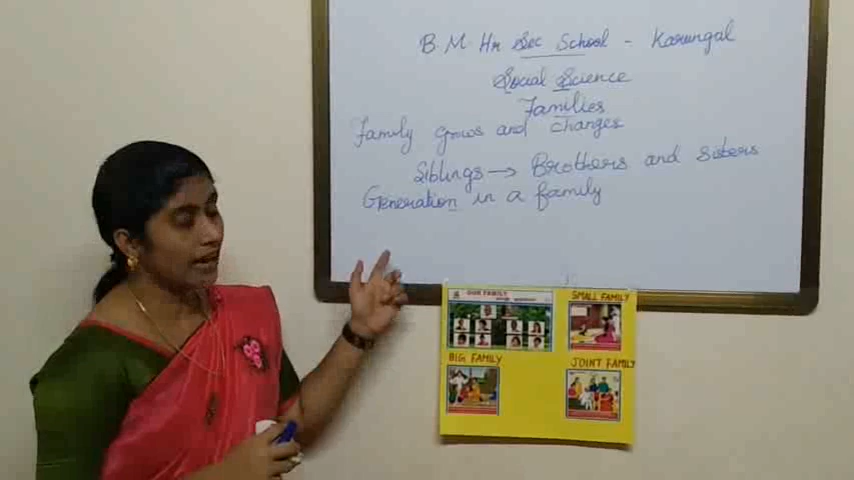 B.M Hr Sec School - Karungal
Social Science
Families
Family grows and changes
Siblings → Brothers and sisters
Generation in a family
OUR FAMILY
SMALL FAMILY
BIG FAMILY
JOINT FAMILY